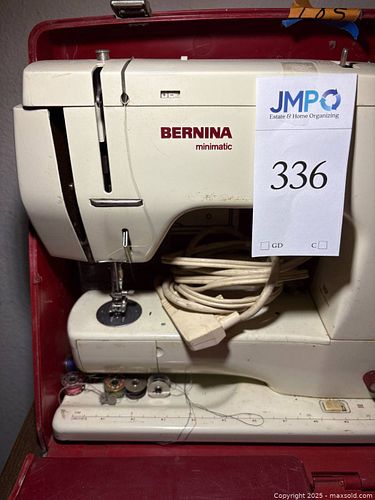 BERNINA
minimatic
JMPO
Estate & Home Organizing
336
GD
C
Copyright 2025 - maxsold.com